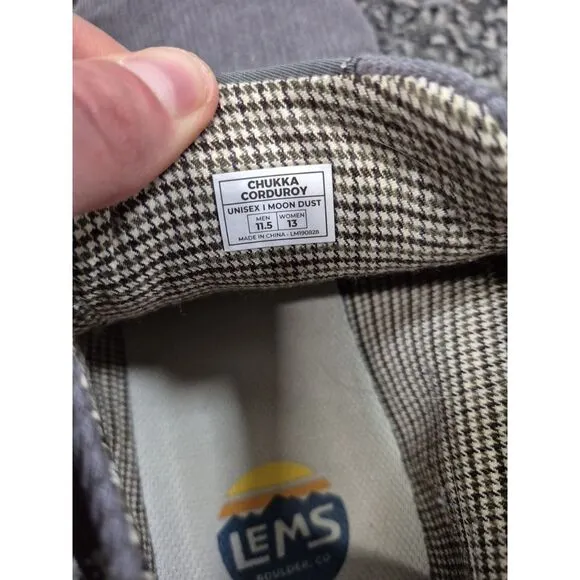 CHUKKA
CORDUROY
UNISEX | MOON DUST
MEN WOMEN
11.5 13
MADE IN CHINA - LM190828
LEMS
BOULDER, CO